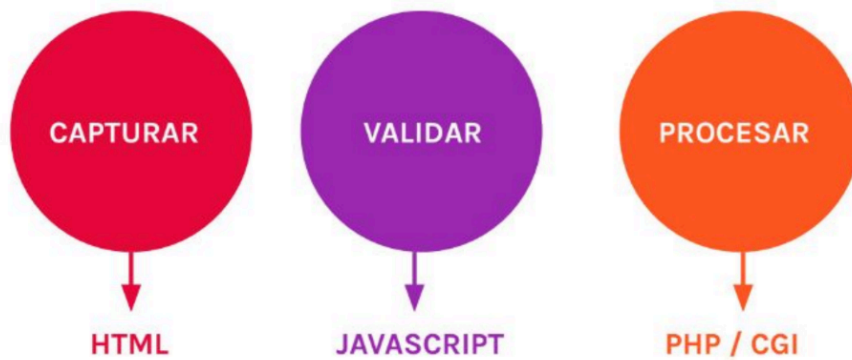 CAPTURAR
VALIDAR
PROCESAR
HTML
JAVASCRIPT
PHP / CGI